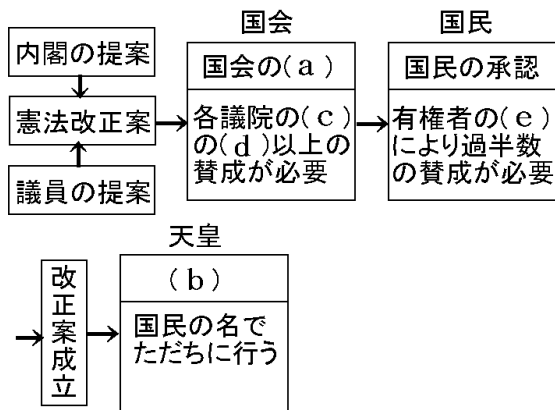 内閣の提案
憲法改正案
議員の提案
国会
国会の(a)
各議院の(c)
の(d)以上の
賛成が必要
国民
国民の承認
有権者の(e)
により過半数
の賛成が必要
改正案成立
天皇
(b)
国民の名で
ただちに行う